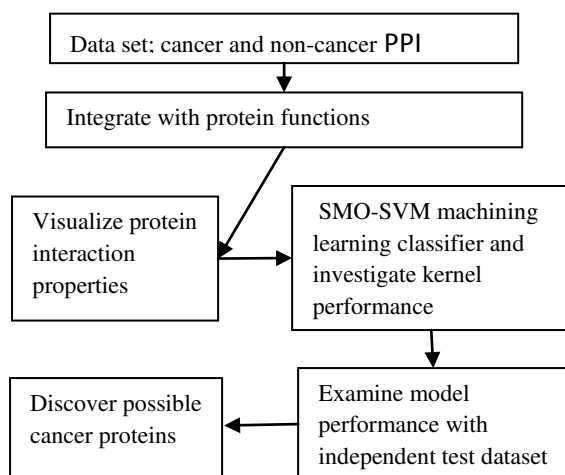 Data set; cancer and non-cancer PPI
Integrate with protein functions
Visualize protein
interaction
properties
SMO-SVM machining
learning classifier and
investigate kernel
performance
Examine model
performance with
independent test dataset
Discover possible
cancer proteins